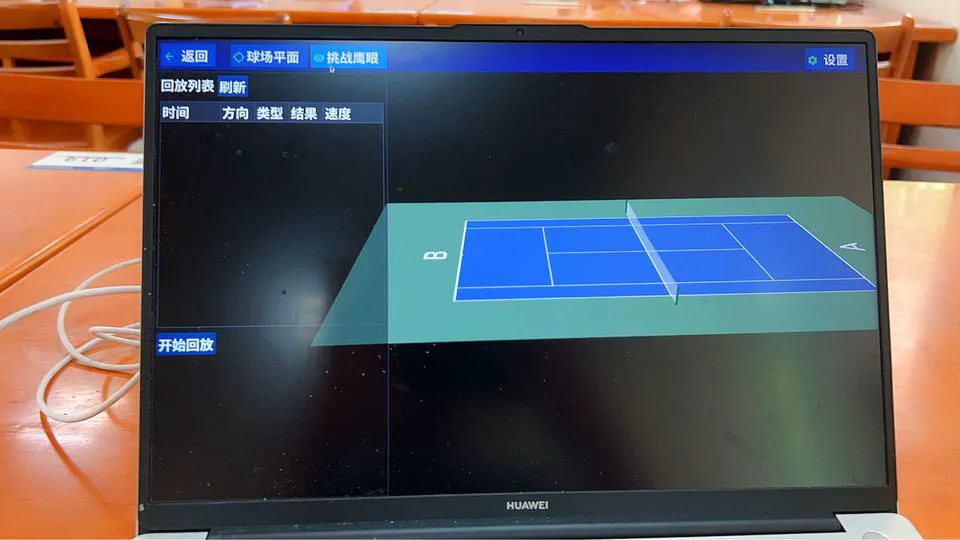 返回 球场平面 挑战鹰眼 设置
回放列表 刷新
时间 方向 类型 结果 速度
B A
开始回放
HUAWEI